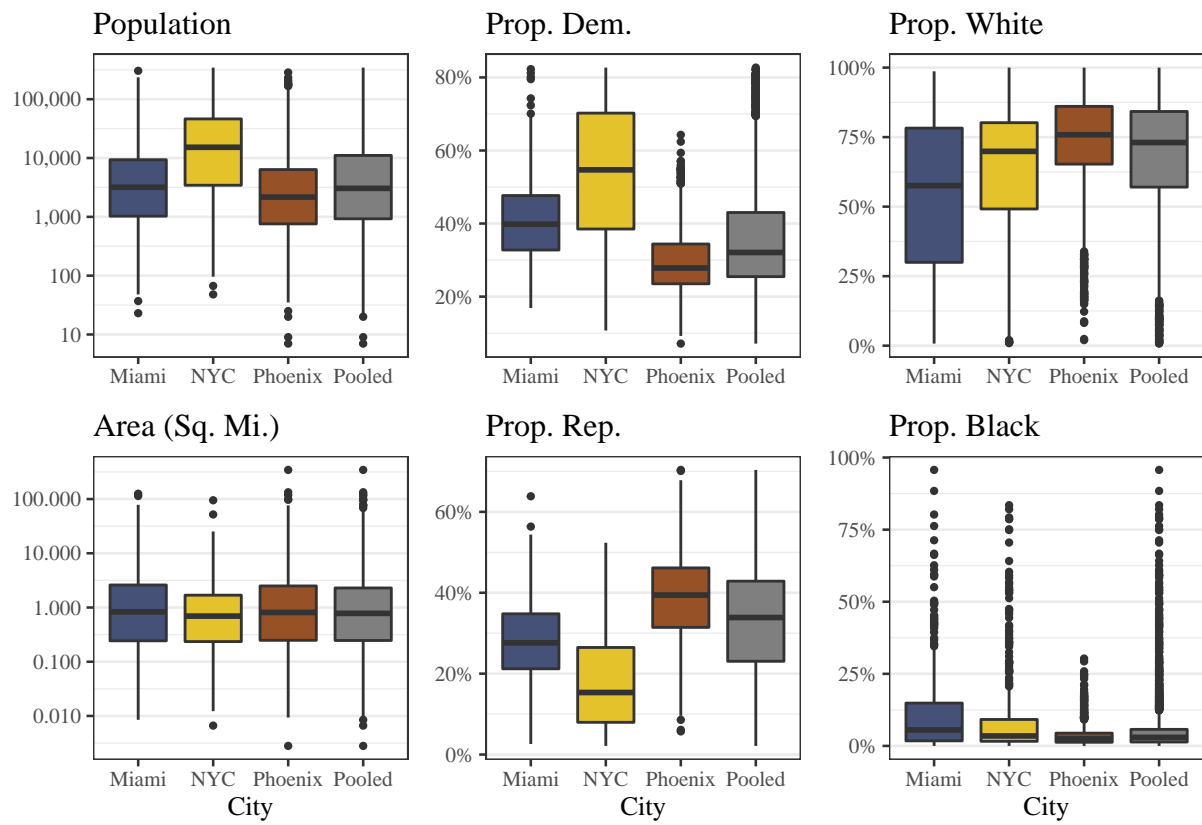 Population
100,000
10,000
1,000
100
10
Miami NYC Phoenix Pooled
Prop. Dem.
80%
60%
40%
20%
Miami NYC Phoenix Pooled
Prop. White
100%
75%
50%
25%
0%
Miami NYC Phoenix Pooled
Area (Sq. Mi.)
100.000
10.000
1.000
0.100
0.010
Miami NYC Phoenix Pooled
City
Prop. Rep.
60%
40%
20%
0%
Miami NYC Phoenix Pooled
City
Prop. Black
100%
75%
50%
25%
0%
Miami NYC Phoenix Pooled
City